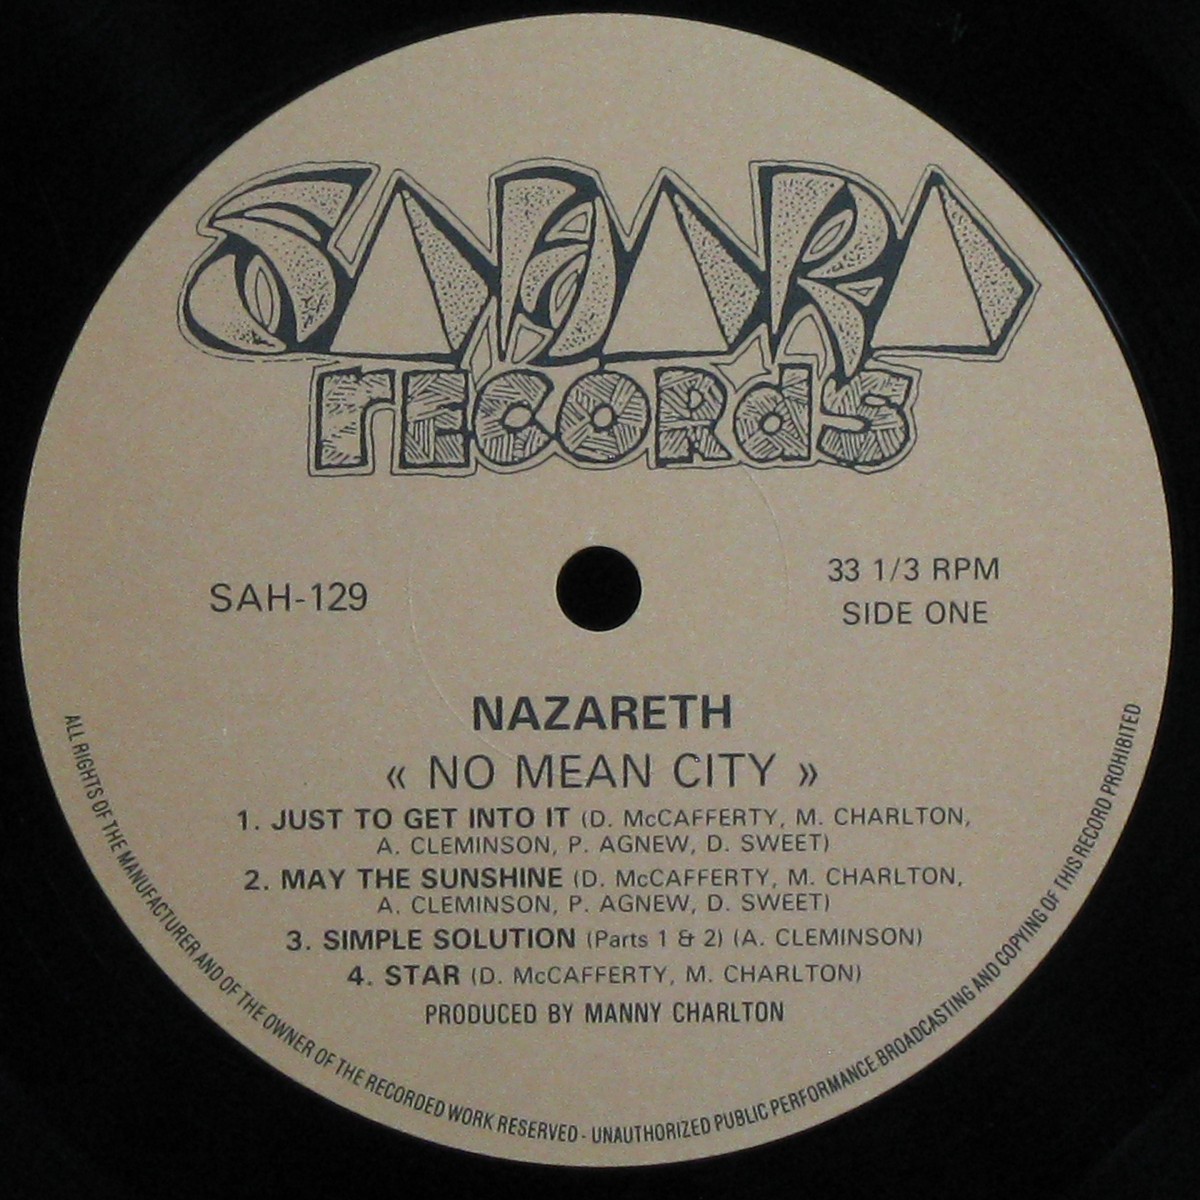 SAHARA
records
SAH-129
33 1/3 RPM
SIDE ONE
NAZARETH
« NO MEAN CITY »
1. JUST TO GET INTO IT (D. McCAFFERTY, M. CHARLTON,
A. CLEMINSON, P. AGNEW, D. SWEET)
2. MAY THE SUNSHINE (D. McCAFFERTY, M. CHARLTON,
A. CLEMINSON, P. AGNEW, D. SWEET)
3. SIMPLE SOLUTION (Parts 1 & 2) (A. CLEMINSON)
4. STAR (D. McCAFFERTY, M. CHARLTON)
PRODUCED BY MANNY CHARLTON
ALL RIGHTS OF THE MANUFACTURER AND OF THE OWNER OF THE RECORDED WORK RESERVED - UNAUTHORIZED PUBLIC PERFORMANCE BROADCASTING AND COPYING OF THIS RECORD PROHIBITED